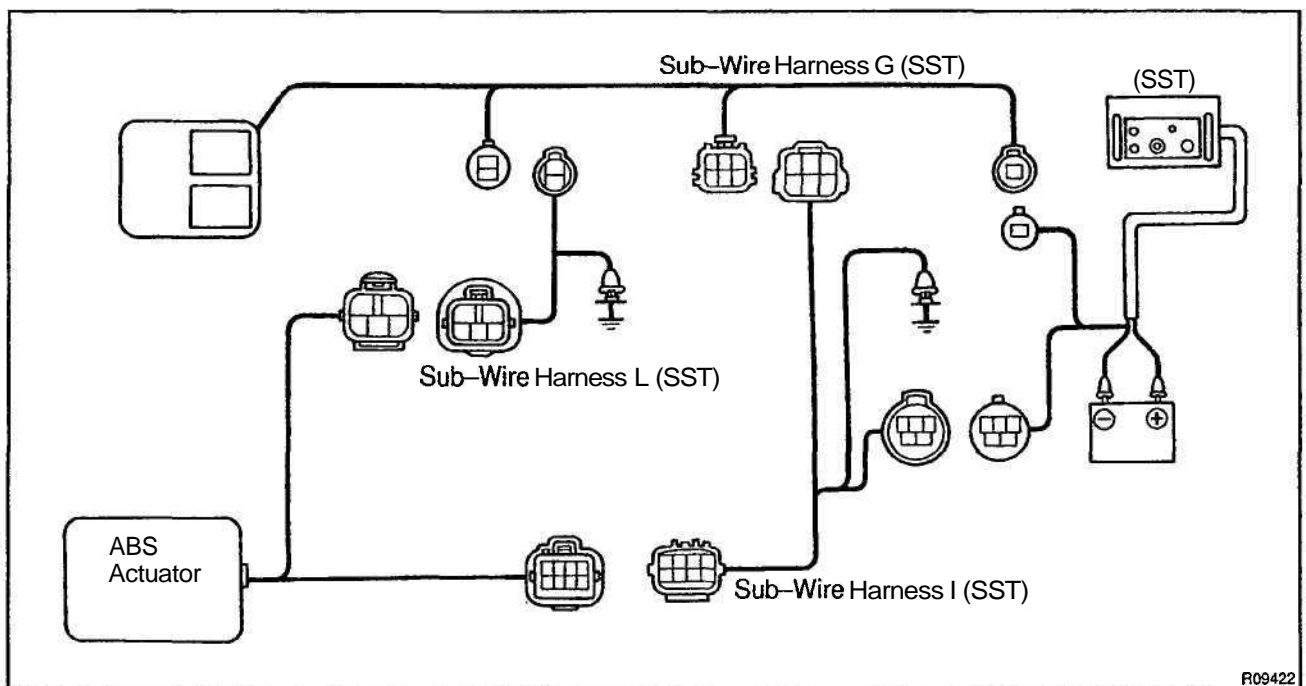 Sub–Wire Harness G (SST)
(SST)
Sub–Wire Harness L (SST)
ABS
Actuator
Sub–Wire Harness I (SST)
R09422